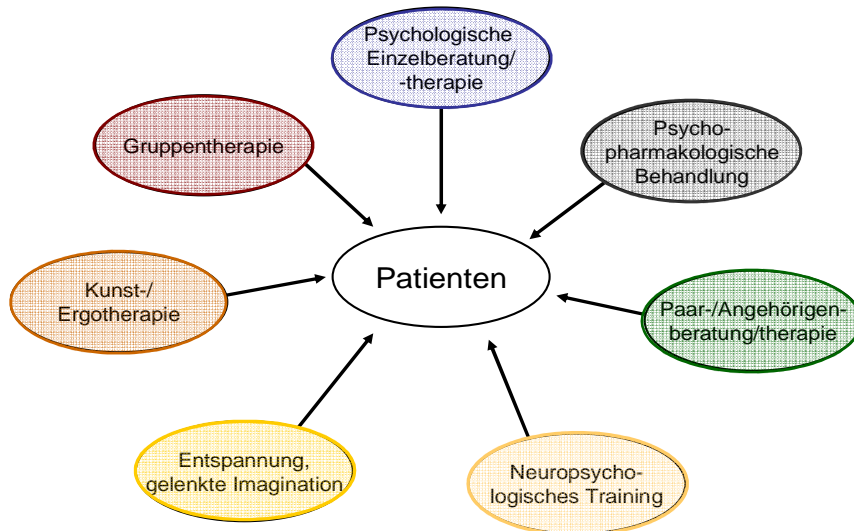 Psychologische
Einzelberatung/
-therapie
Gruppentherapie
Psycho-
pharmakologische
Behandlung
Patienten
Kunst-/
Ergotherapie
Paar-/Angehörigen-
beratung/therapie
Entspannung,
gelenkte Imagination
Neuropsycho-
logisches Training